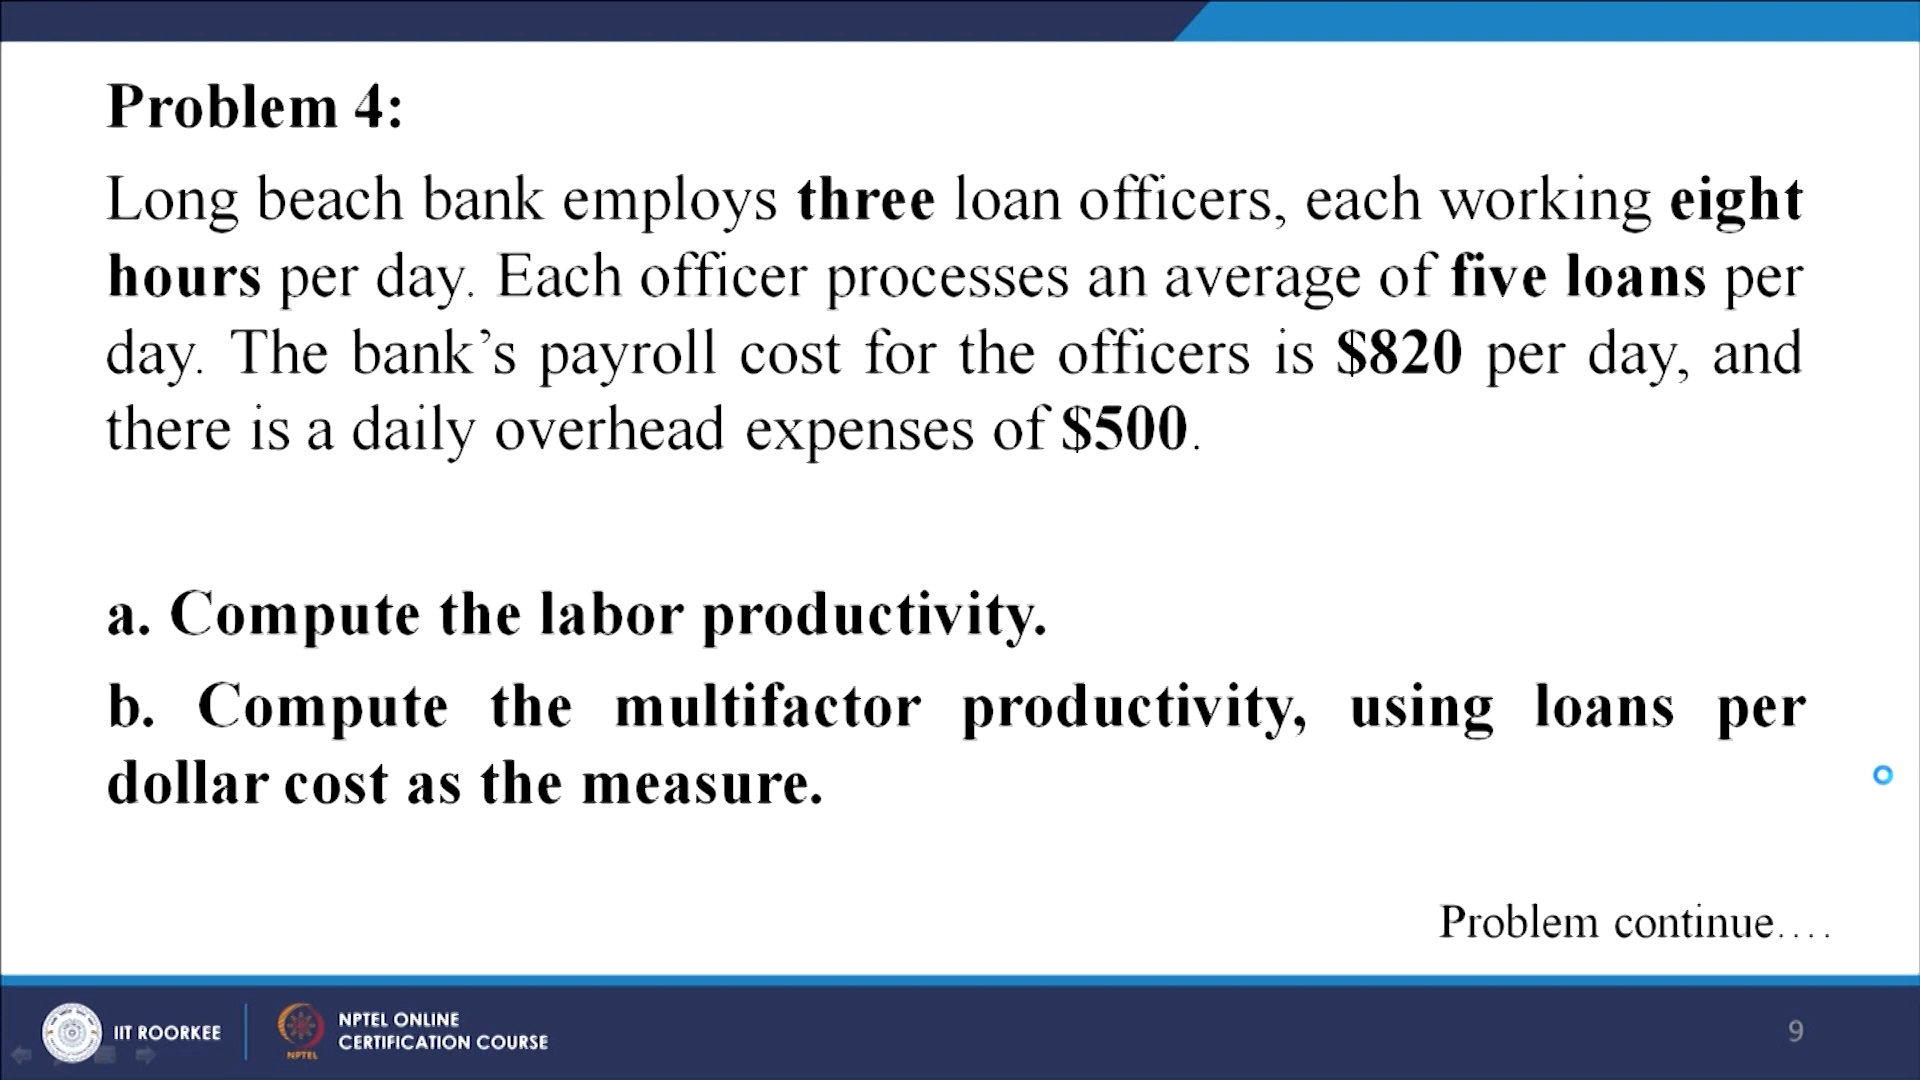 Problem 4:
Long beach bank employs three loan officers, each working eight
hours per day. Each officer processes an average of five loans per
day. The bank’s payroll cost for the officers is $820 per day, and
there is a daily overhead expenses of $500.
a. Compute the labor productivity.
b. Compute the multifactor productivity, using loans per
dollar cost as the measure.
Problem continue....
IIT ROORKEE
NPTEL
NPTEL ONLINE
CERTIFICATION COURSE
9